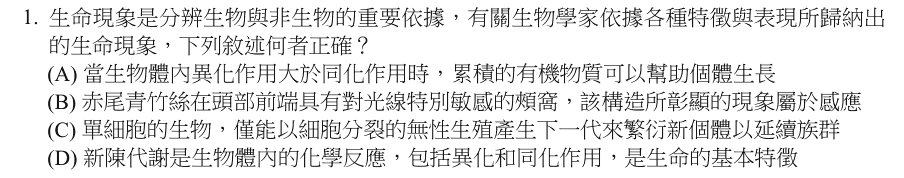 1. 生命現象是分辨生物與非生物的重要依據，有關生物學家依據各種特徵與表現所歸納出
的生命現象，下列敘述何者正確？
(A) 當生物體內異化作用大於同化作用時，累積的有機物質可以幫助個體生長
(B) 赤尾青竹絲在頭部前端具有對光線特別敏感的頰窩，該構造所彰顯的現象屬於感應
(C) 單細胞的生物，僅能以細胞分裂的無性生殖產生下一代來繁衍新個體以延續族群
(D) 新陳代謝是生物體內的化學反應，包括異化和同化作用，是生命的基本特徵